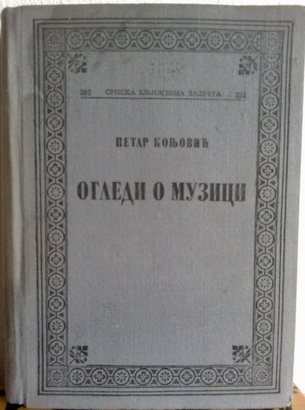 СРПСКА КЊИЖЕВНА ЗАДРУГА
ПЕТАР КОЊОВИЋ
ОГЛЕДИ О МУЗИЦИ